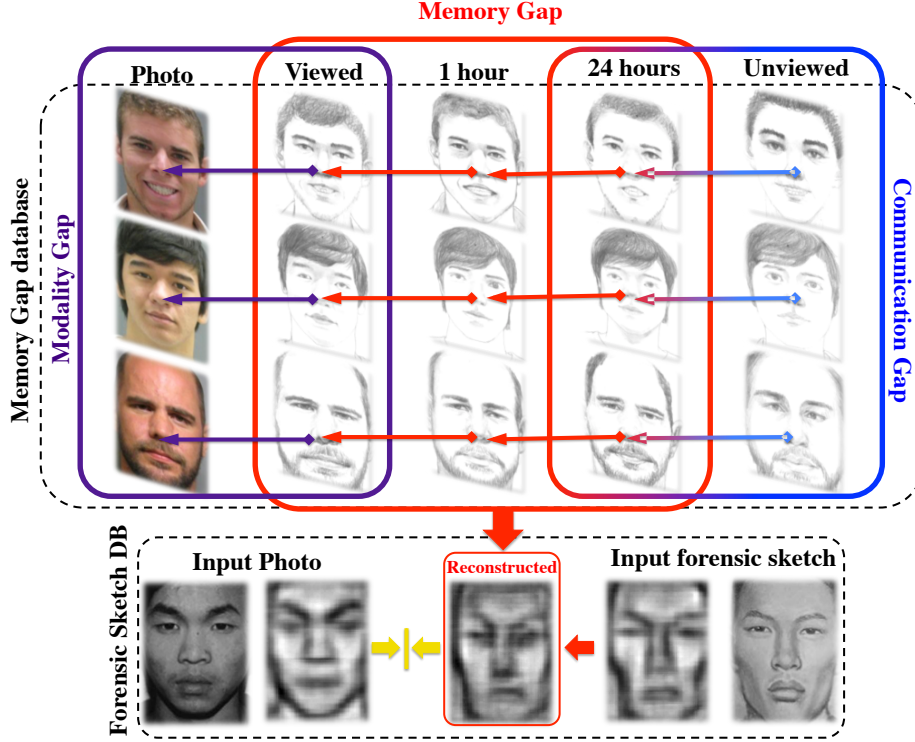 Memory Gap
Photo
Viewed
1 hour
24 hours
Unviewed
Memory Gap database
Modality Gap
Communication Gap
Forensic Sketch DB
Input Photo
Reconstructed
Input forensic sketch